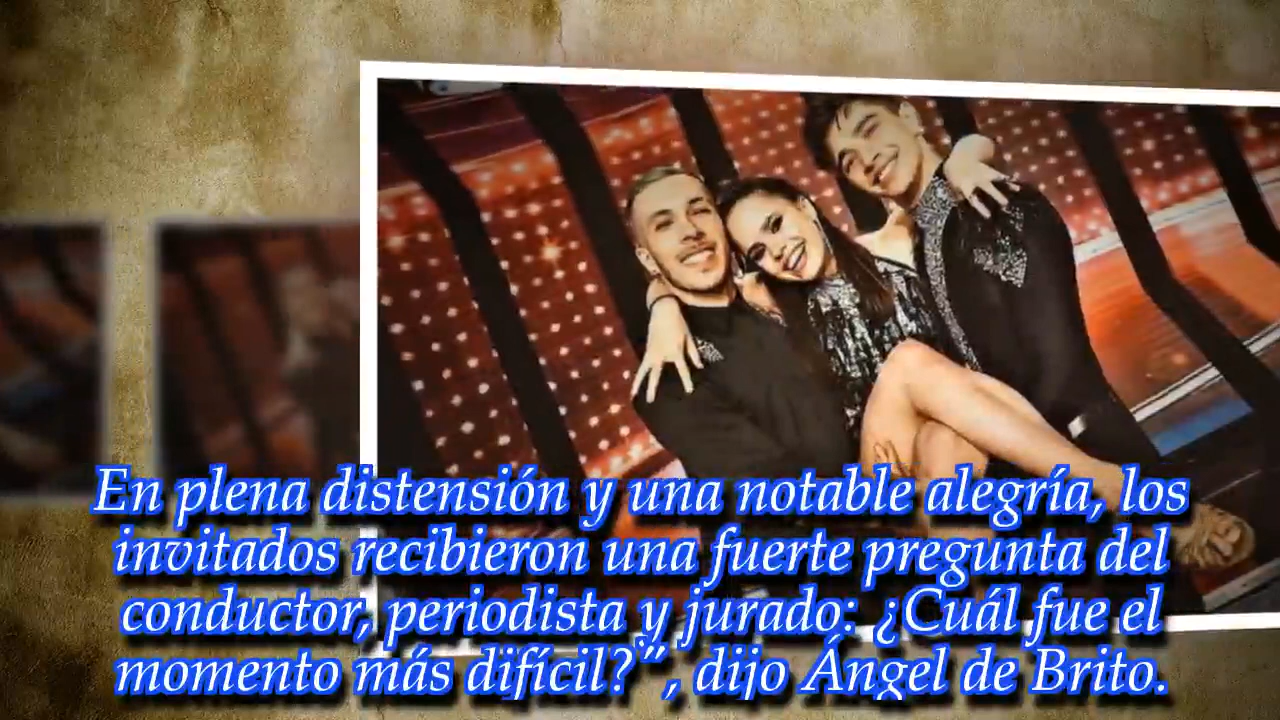 En plena distensión y una notable alegría, los
invitados recibieron una fuerte pregunta del
conductor, periodista y jurado: ¿Cuál fue el
momento más difícil?”, dijo Ángel de Brito.